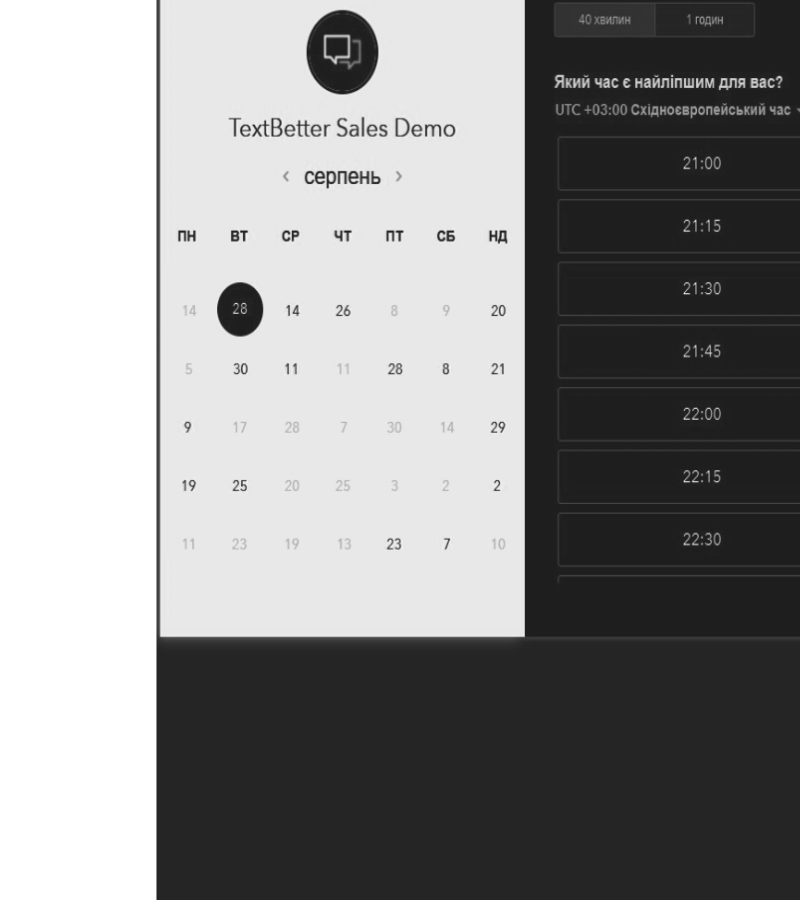 TextBetter Sales Demo
‹ серпень ›
ПН ВТ СР ЧТ ПТ СБ НД
14 28 14 26 8 9 20
5 30 11 11 28 8 21
9 17 28 7 30 14 29
19 25 20 25 3 2 2
11 23 19 13 23 7 10
40 хвилин 1 годин
Який час є найліпшим для вас?
UTC +03:00 Східноєвропейський час
21:00
21:15
21:30
21:45
22:00
22:15
22:30